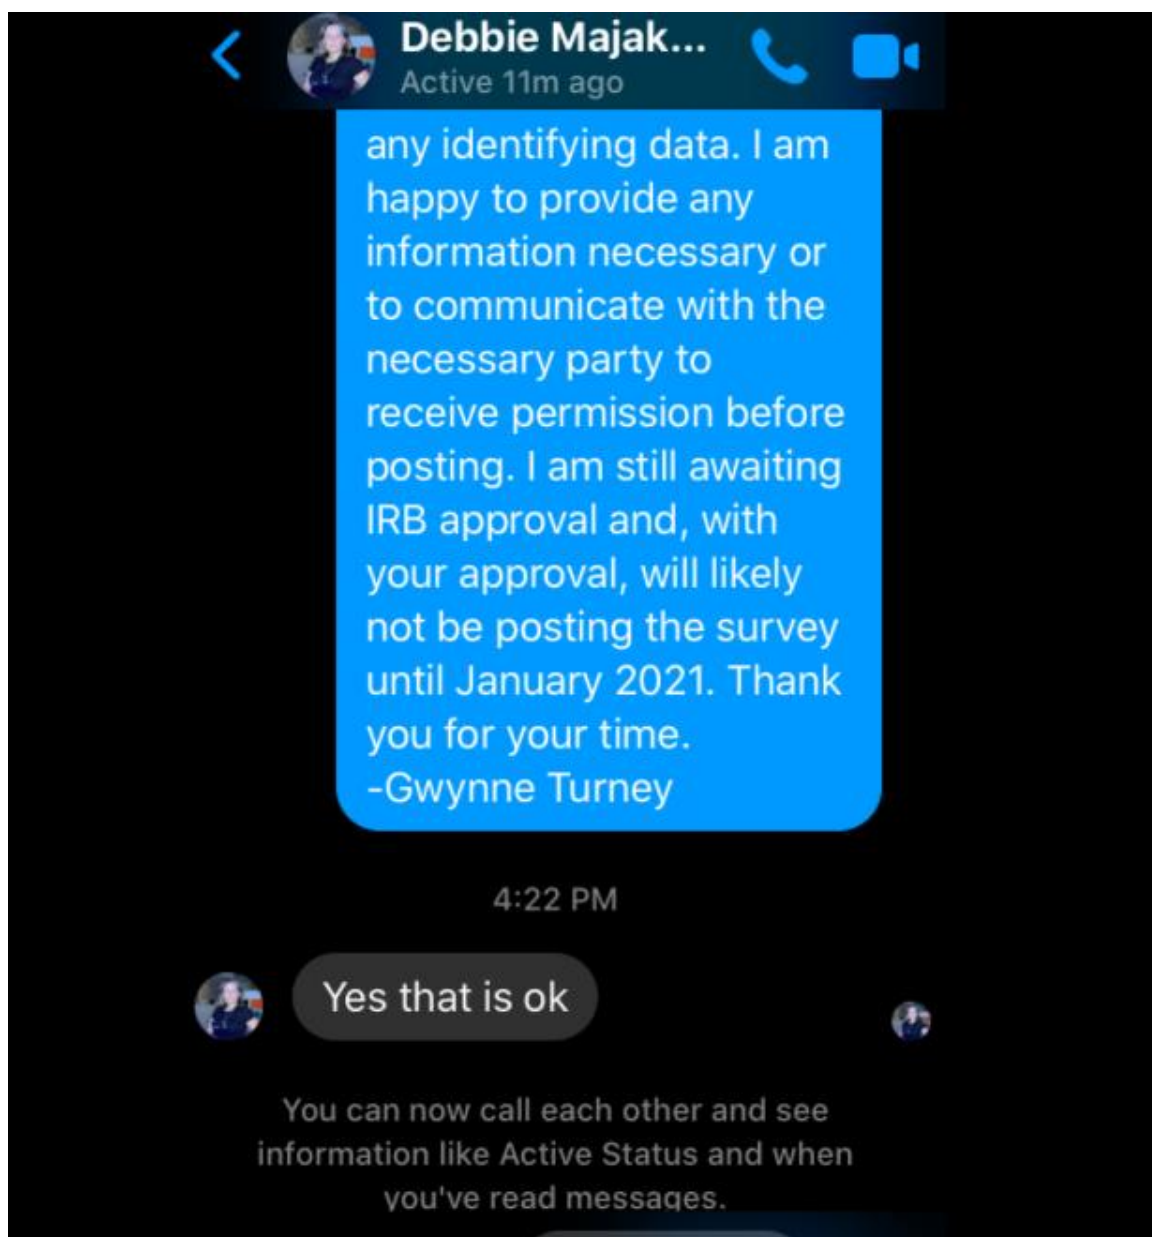 Debbie Majak...
Active 11m ago
any identifying data. I am
happy to provide any
information necessary or
to communicate with the
necessary party to
receive permission before
posting. I am still awaiting
IRB approval and, with
your approval, will likely
not be posting the survey
until January 2021. Thank
you for your time.
-Gwynne Turney
4:22 PM
Yes that is ok
You can now call each other and see
information like Active Status and when
you've read messages.